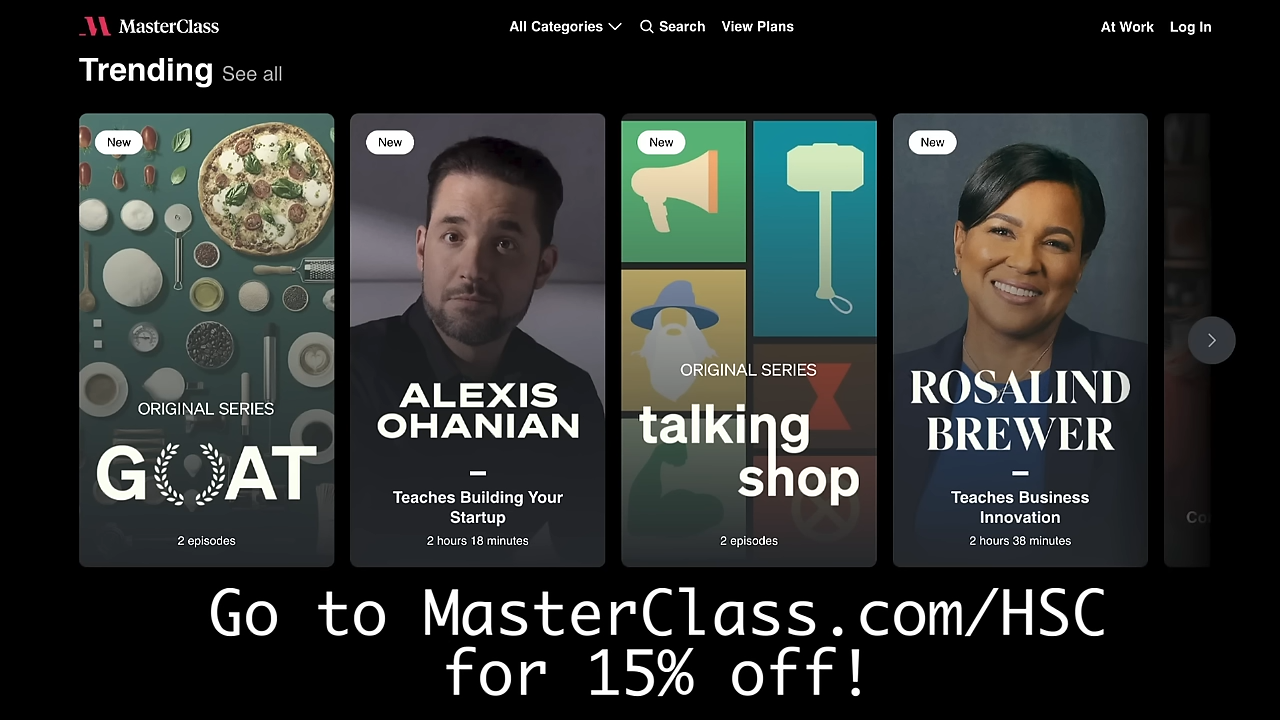 MasterClass
All Categories
Search
View Plans
At Work
Log In
Trending See all
New
ORIGINAL SERIES
GOAT
2 episodes
New
ALEXIS
OHANIAN
Teaches Building Your
Startup
2 hours 18 minutes
New
ORIGINAL SERIES
talking
shop
2 episodes
New
ROSALIND
BREWER
Teaches Business
Innovation
2 hours 38 minutes
Go to MasterClass.com/HSC
for 15% off!